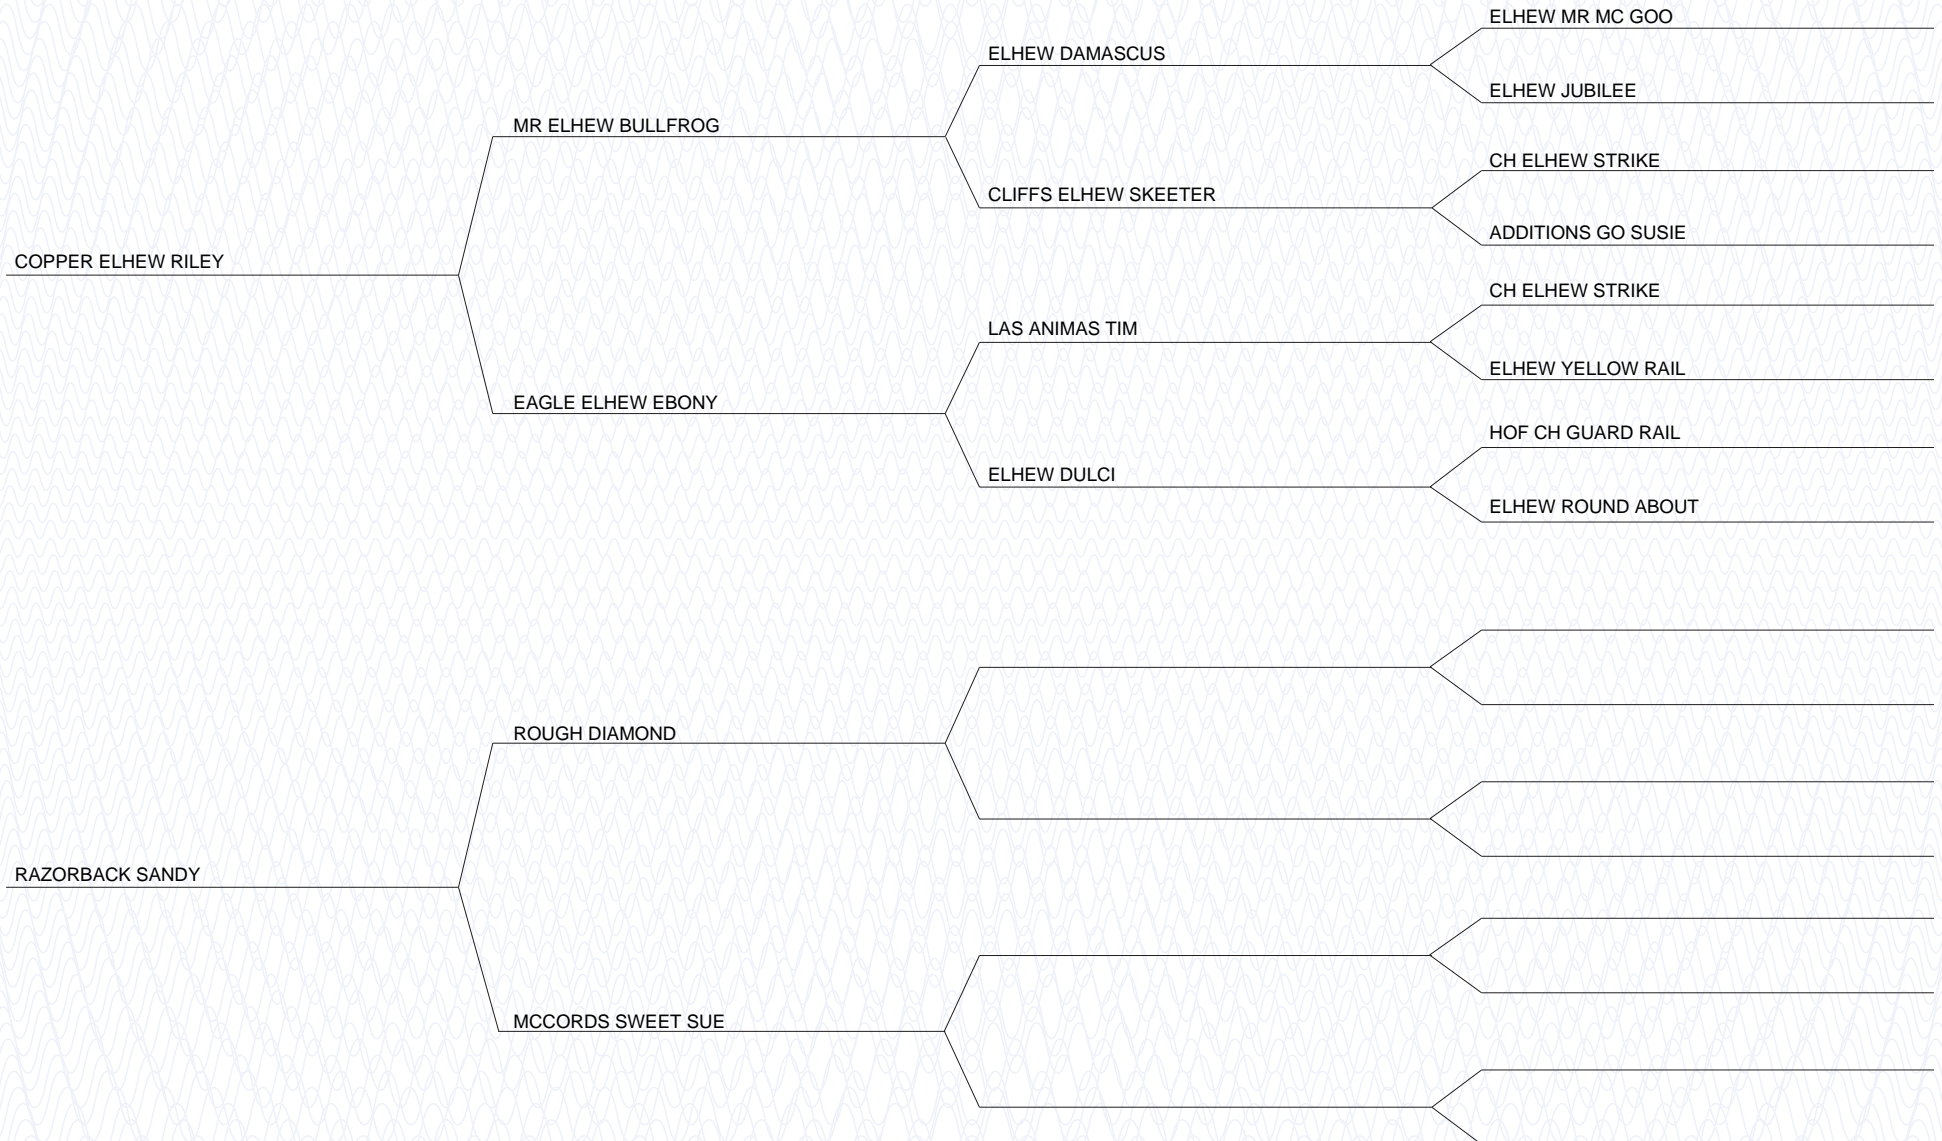 ELHEW MR MC GOO
ELHEW DAMASCUS
ELHEW JUBILEE
MR ELHEW BULLFROG
CH ELHEW STRIKE
CLIFFS ELHEW SKEETER
ADDITIONS GO SUSIE
COPPER ELHEW RILEY
CH ELHEW STRIKE
LAS ANIMAS TIM
ELHEW YELLOW RAIL
EAGLE ELHEW EBONY
HOF CH GUARD RAIL
ELHEW DULCI
ELHEW ROUND ABOUT
ROUGH DIAMOND
RAZORBACK SANDY
MCCORDS SWEET SUE